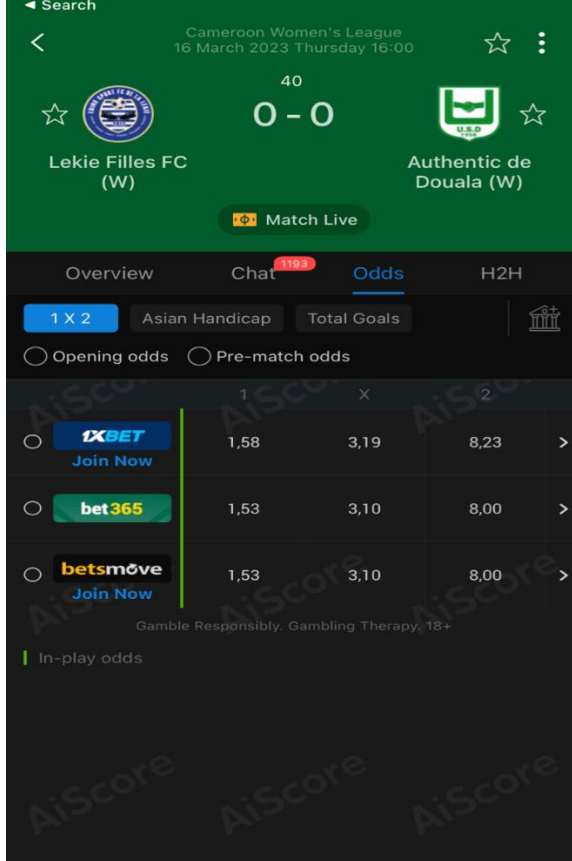 ◄ Search
Cameroon Women's League
16 March 2023 Thursday 16:00
40
0 - 0
Lekie Filles FC
(W)
U.S.D
1958
Authentic de
Douala (W)
Match Live
Overview
Chat
1193
Odds
H2H
1 X 2
Asian Handicap
Total Goals
Opening odds
Pre-match odds
1
X
2
1XBET
Join Now
1,58
3,19
8,23
bet365
1,53
3,10
8,00
betsmove
Join Now
1,53
3,10
8,00
Gamble Responsibly. Gambling Therapy. 18+
In-play odds
AiScore
AiScore
AiScore